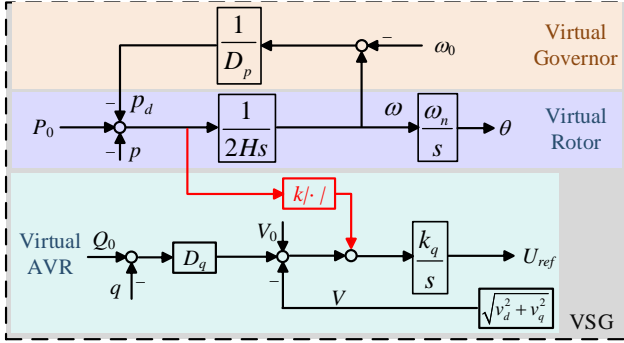 1
D_p
−
ω_0
Virtual
Governor
− p_d
P_0
− p
1
2Hs
ω
ω_n
s
θ
Virtual
Rotor
k|·|
Virtual
AVR
Q_0
q −
D_q
V_0
−
V
k_q
s
U_ref
√(v_d^2 + v_q^2)
VSG